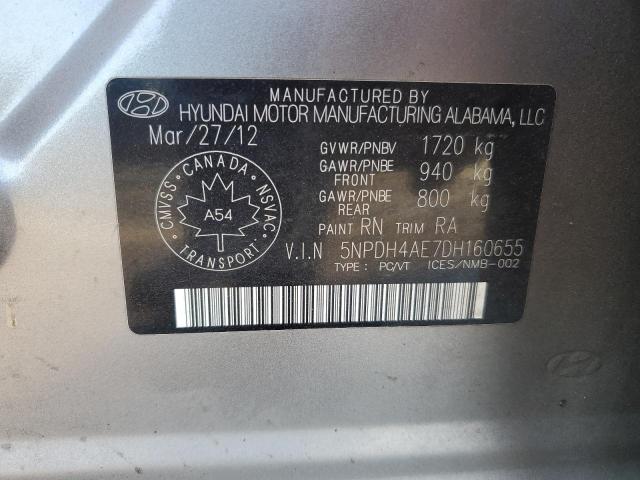 MANUFACTURED BY
HYUNDAI MOTOR MANUFACTURING ALABAMA, LLC
Mar/27/12
GVWR/PNBV 1720 kg
GAWR/PNBE FRONT 940 kg
GAWR/PNBE REAR 800 kg
PAINT RN TRIM RA
CMVSS · CANADA · NSVAC
A54
TRANSPORT
V.I.N 5NPDH4AE7DH160655
TYPE : PC/VT ICES/NMB-002